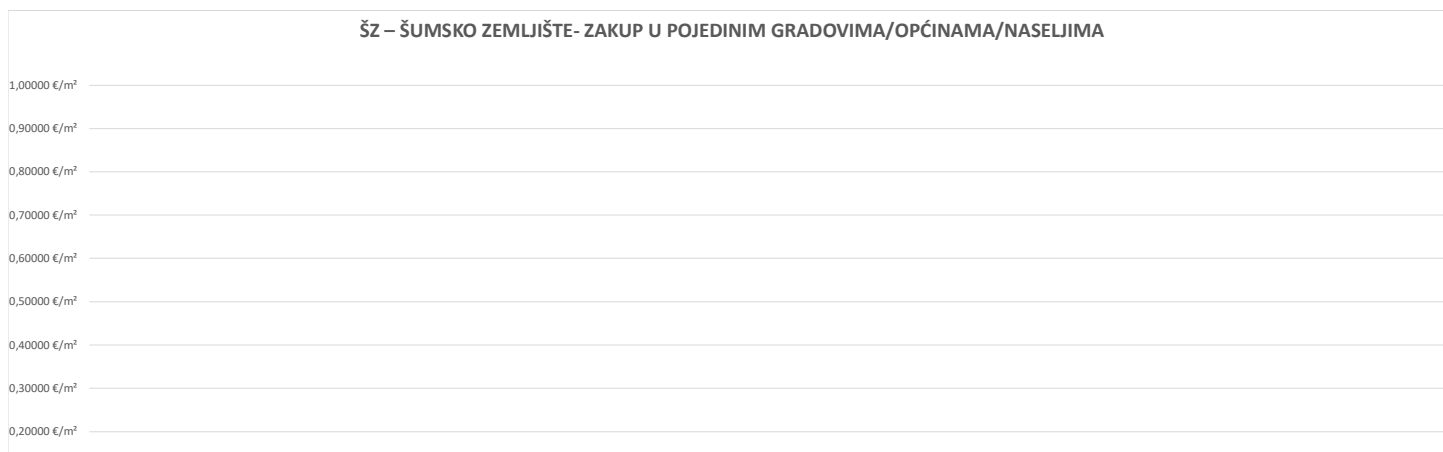 ŠZ – ŠUMSKO ZEMLJIŠTE- ZAKUP U POJEDINIM GRADOVIMA/OPĆINAMA/NASELJIMA
1,00000 €/m²
0,90000 €/m²
0,80000 €/m²
0,70000 €/m²
0,60000 €/m²
0,50000 €/m²
0,40000 €/m²
0,30000 €/m²
0,20000 €/m²